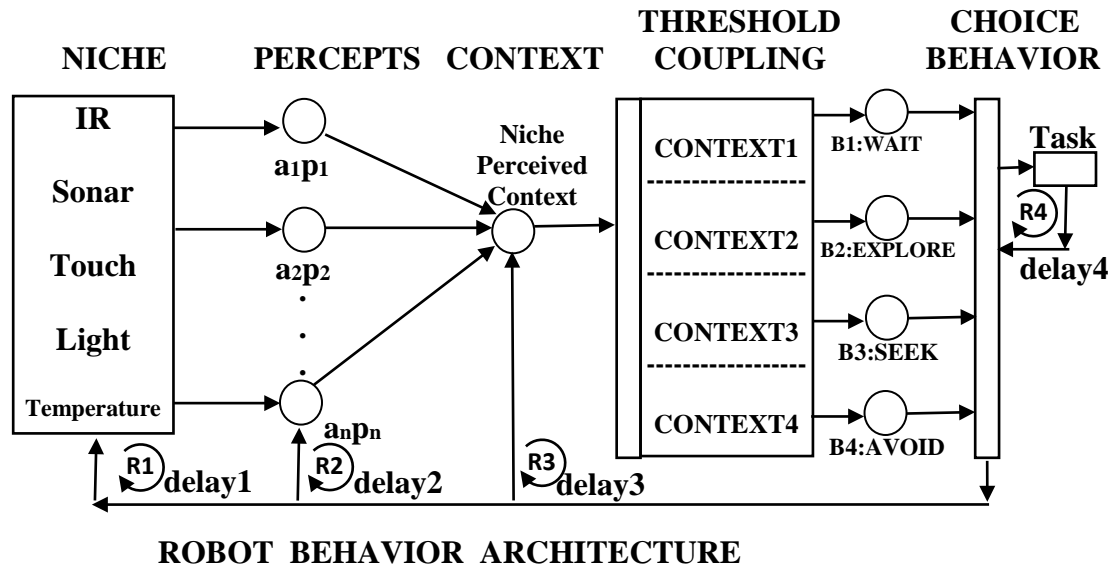 NICHE
PERCEPTS
CONTEXT
THRESHOLD
COUPLING
CHOICE
BEHAVIOR
IR
Sonar
Touch
Light
Temperature
a1p1
a2p2
.
.
.
.
anpn
Niche
Perceived
Context
CONTEXT1
CONTEXT2
CONTEXT3
CONTEXT4
B1:WAIT
B2:EXPLORE
B3:SEEK
B4:AVOID
Task
R4
delay4
R1
delay1
R2
delay2
R3
delay3
ROBOT BEHAVIOR ARCHITECTURE